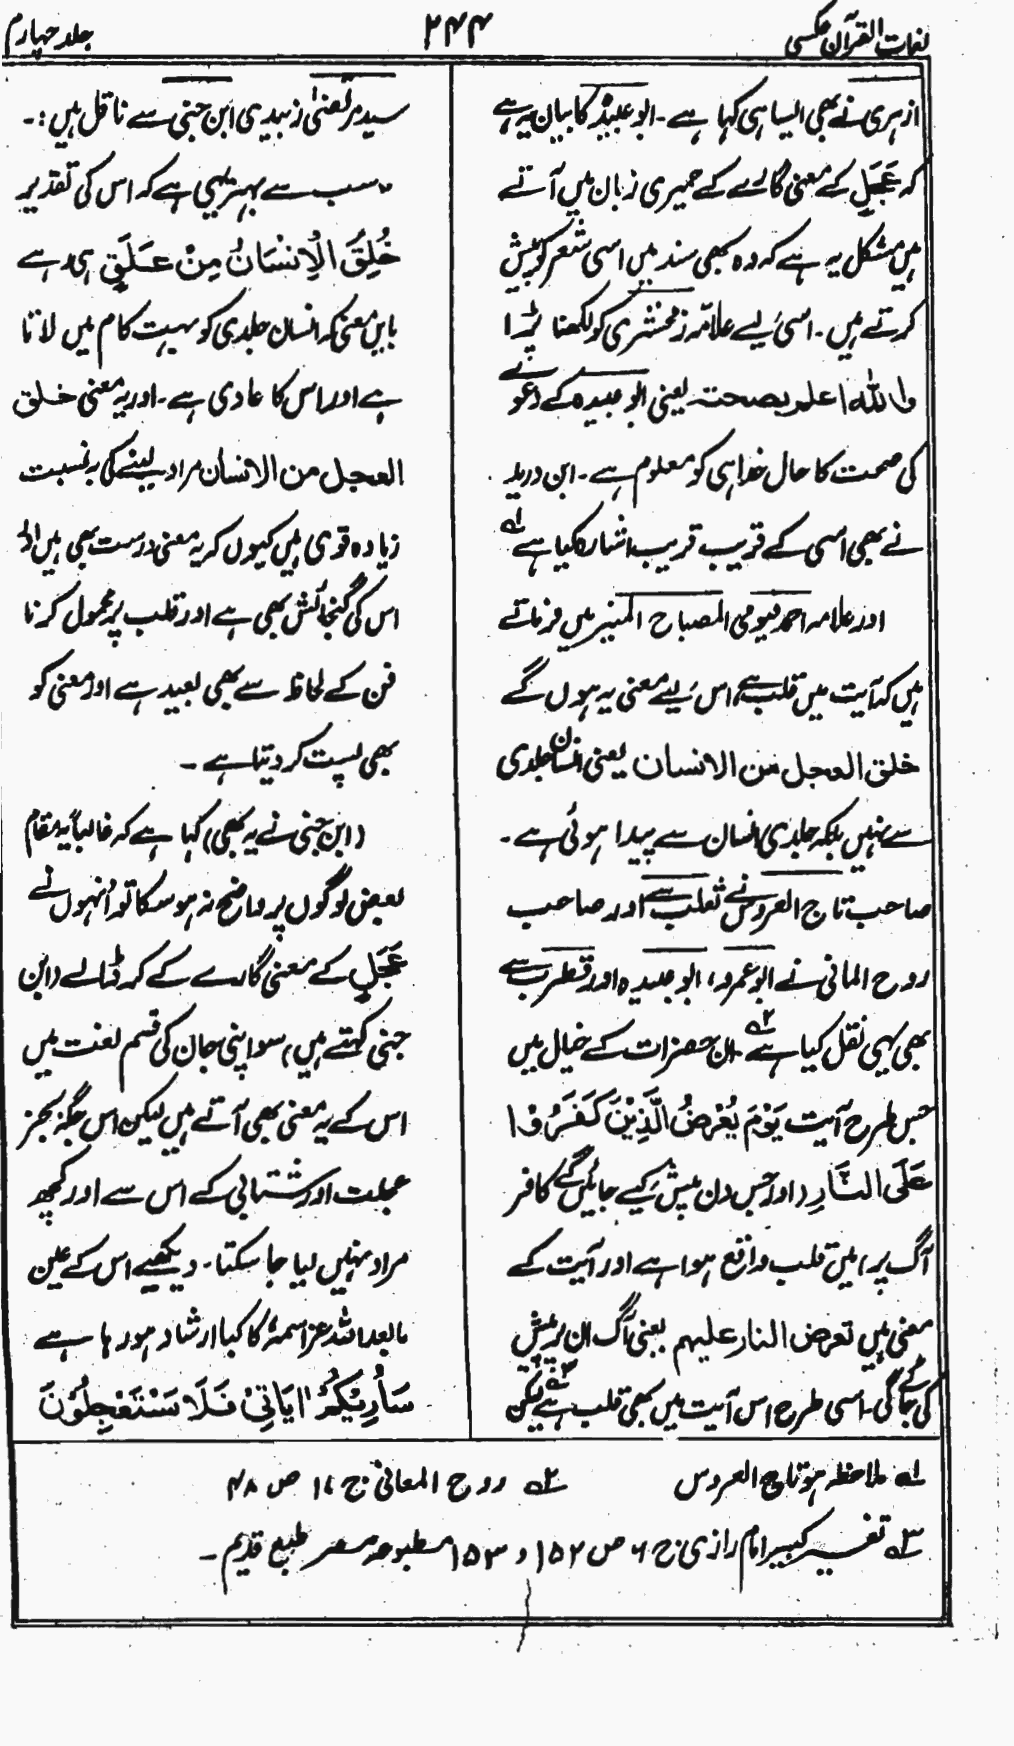 لغات القرآن عکسی
۲۴۴
جلد چہارم
ازہری نے بھی ایسا ہی کہا ہے۔ ابو عبیدؒ کا بیان یہ ہے
کہ عَجَلٍ کے معنی گارے کے حمیری زبان میں آتے
ہیں مشکل یہ ہے کہ وہ بھی سند میں اسی شعر کو پیش
کرتے ہیں۔ اسی لیے علامہ زمخشری کو لکھنا پڑا
واللہ اعلم بصحتہ یعنی ابو عبیدہ کے دعوے
کی صحت کا حال خدا ہی کو معلوم ہے۔ ابن درید
نے بھی اسی کے قریب قریب اشارہ کیا ہے لہ
اور علامہ احمد فیومی المصباح المنیر میں فرماتے
ہیں کہ آیت میں قلب ہے، اس لیے معنی یہ ہوں گے
خلق العجل من الانسان یعنی انسان جلدی
سے نہیں بلکہ جلدی انسان سے پیدا ہوئی ہے۔
صاحب تاج العروس نے ثعلب سے اور صاحب
روح المعانی نے ابوعمرو، ابو عبیدہ اور قطرب سے
بھی یہی نقل کیا ہے ۲ہ۔ ان حضرات کے خیال میں
جس طرح آیت یَوْمَ یُعْرَضُ الَّذِیْنَ کَفَرُوْا
عَلَی النَّارِ (اور جس دن پیش کیے جائیں گے کافر
آگ پر) میں قلب واقع ہوا ہے اور آیت کے
معنی ہیں تعرض النار علیہم یعنی آگ ان پر پیش
کی جائے گی۔ اسی طرح اس آیت میں بھی قلب ہے ۳ہ لیکن
سید مرتضیٰ زبیدی ابن جنی سے ناقل ہیں:۔
"سب سے بہتر یہی ہے کہ اس کی تقدیر
خُلِقَ الْاِنْسَانُ مِنْ عَجَلٍ ہی ہے
بایں معنی کہ انسان جلدی کو بہت کام میں لاتا
ہے اور اس کا عادی ہے۔ اور یہ معنی خلق
العجل من الانسان مراد لینے کی بہ نسبت
زیادہ قوی ہیں کیوں کہ یہ معنی درست بھی ہیں اور
اس کی گنجائش بھی ہے اور قلب پر محمول کرنا
فن کے لحاظ سے بھی بعید ہے اور معنی کو
بھی پست کر دیتا ہے۔
(ابن جنی نے یہ بھی) کہا ہے کہ غالباً یہ مقام
بعض لوگوں پر واضح نہ ہو سکا تو انہوں نے
عَجَلٍ کے معنی گارے کے کر ڈالے (ابن
جنی کہتے ہیں) سو اپنی جان کی قسم لغت میں
اس کے یہ معنی بھی آتے ہیں لیکن اس جگہ بجز
عجلت اور شتابی کے اس سے اور کچھ
مراد نہیں لیا جا سکتا۔ دیکھیے اس کے عین
مابعد اللہ عز اسمہٗ کا کیا ارشاد ہو رہا ہے
سَاُرِیْکُمْ اٰیَاتِیْ فَلَا تَسْتَعْجِلُوْنَ
لہ ملاحظہ ہو تاج العروس ۲ہ روح المعانی ج ۱۷ ص ۴۸
۳ہ تفسیر کبیر امام رازی ج ۶ ص ۱۵۲ و ۱۵۳ مطبوعہ مصر طبع قدیم۔